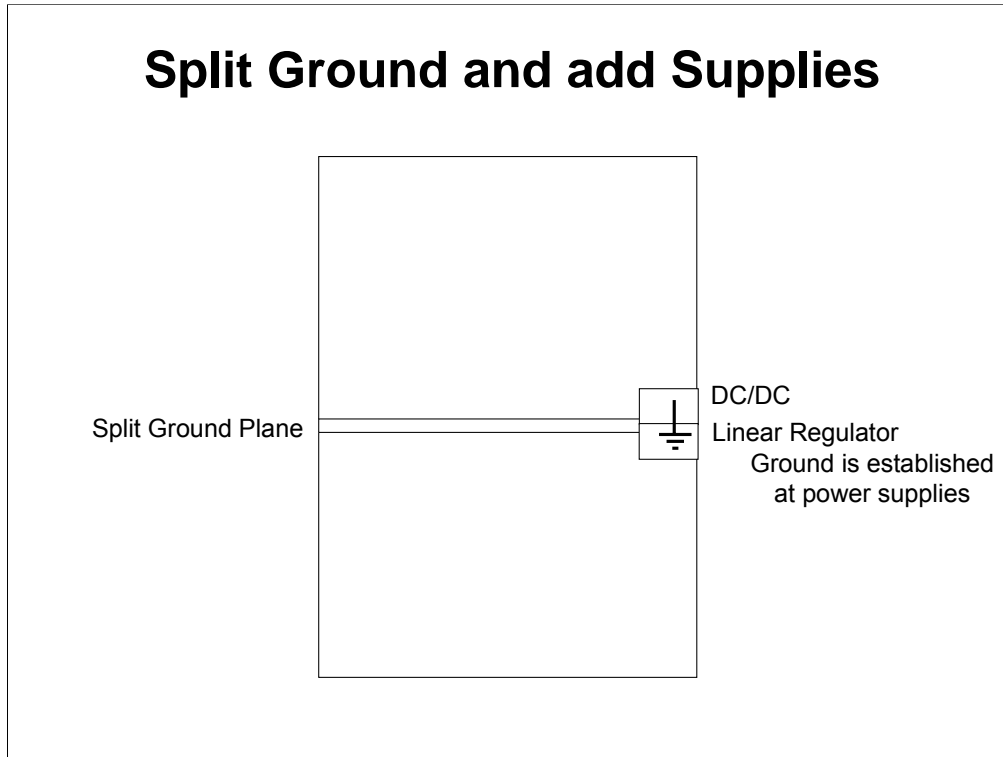 Split Ground and add Supplies
DC/DC
Split Ground Plane
Linear Regulator
Ground is established
at power supplies